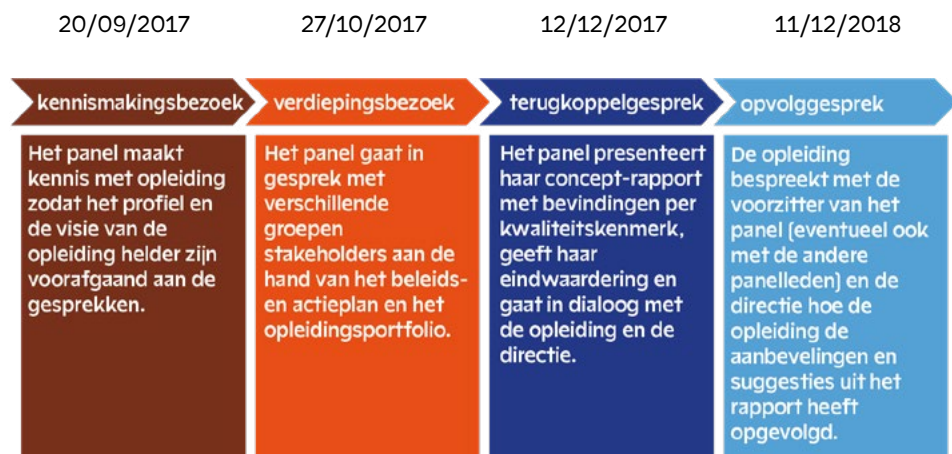 20/09/2017
27/10/2017
12/12/2017
11/12/2018
kennismakingsbezoek
verdiepingsbezoek
terugkoppelgesprek
opvolggesprek
Het panel maakt
kennis met opleiding
zodat het profiel en
de visie van de
opleiding helder zijn
voorafgaand aan de
gesprekken.
Het panel gaat in
gesprek met
verschillende
groepen
stakeholders aan de
hand van het beleids-
en actieplan en het
opleidingsportfolio.
Het panel presenteert
haar concept-rapport
met bevindingen per
kwaliteitskenmerk,
geeft haar
eindwaardering en
gaat in dialoog met
de opleiding en de
directie.
De opleiding
bespreekt met de
voorzitter van het
panel (eventueel ook
met de andere
panelleden) en de
directie hoe de
opleiding de
aanbevelingen en
suggesties uit het
rapport heeft
opgevolgd.